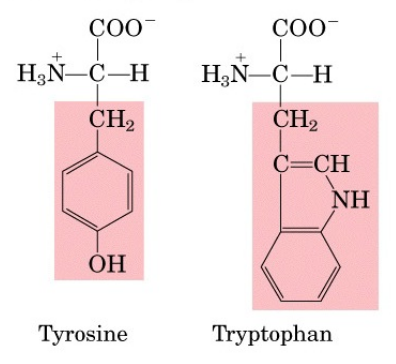 COO⁻ COO⁻
H₃N⁺—C—H H₃N⁺—C—H
CH₂ CH₂
C=CH
NH
OH
Tyrosine Tryptophan